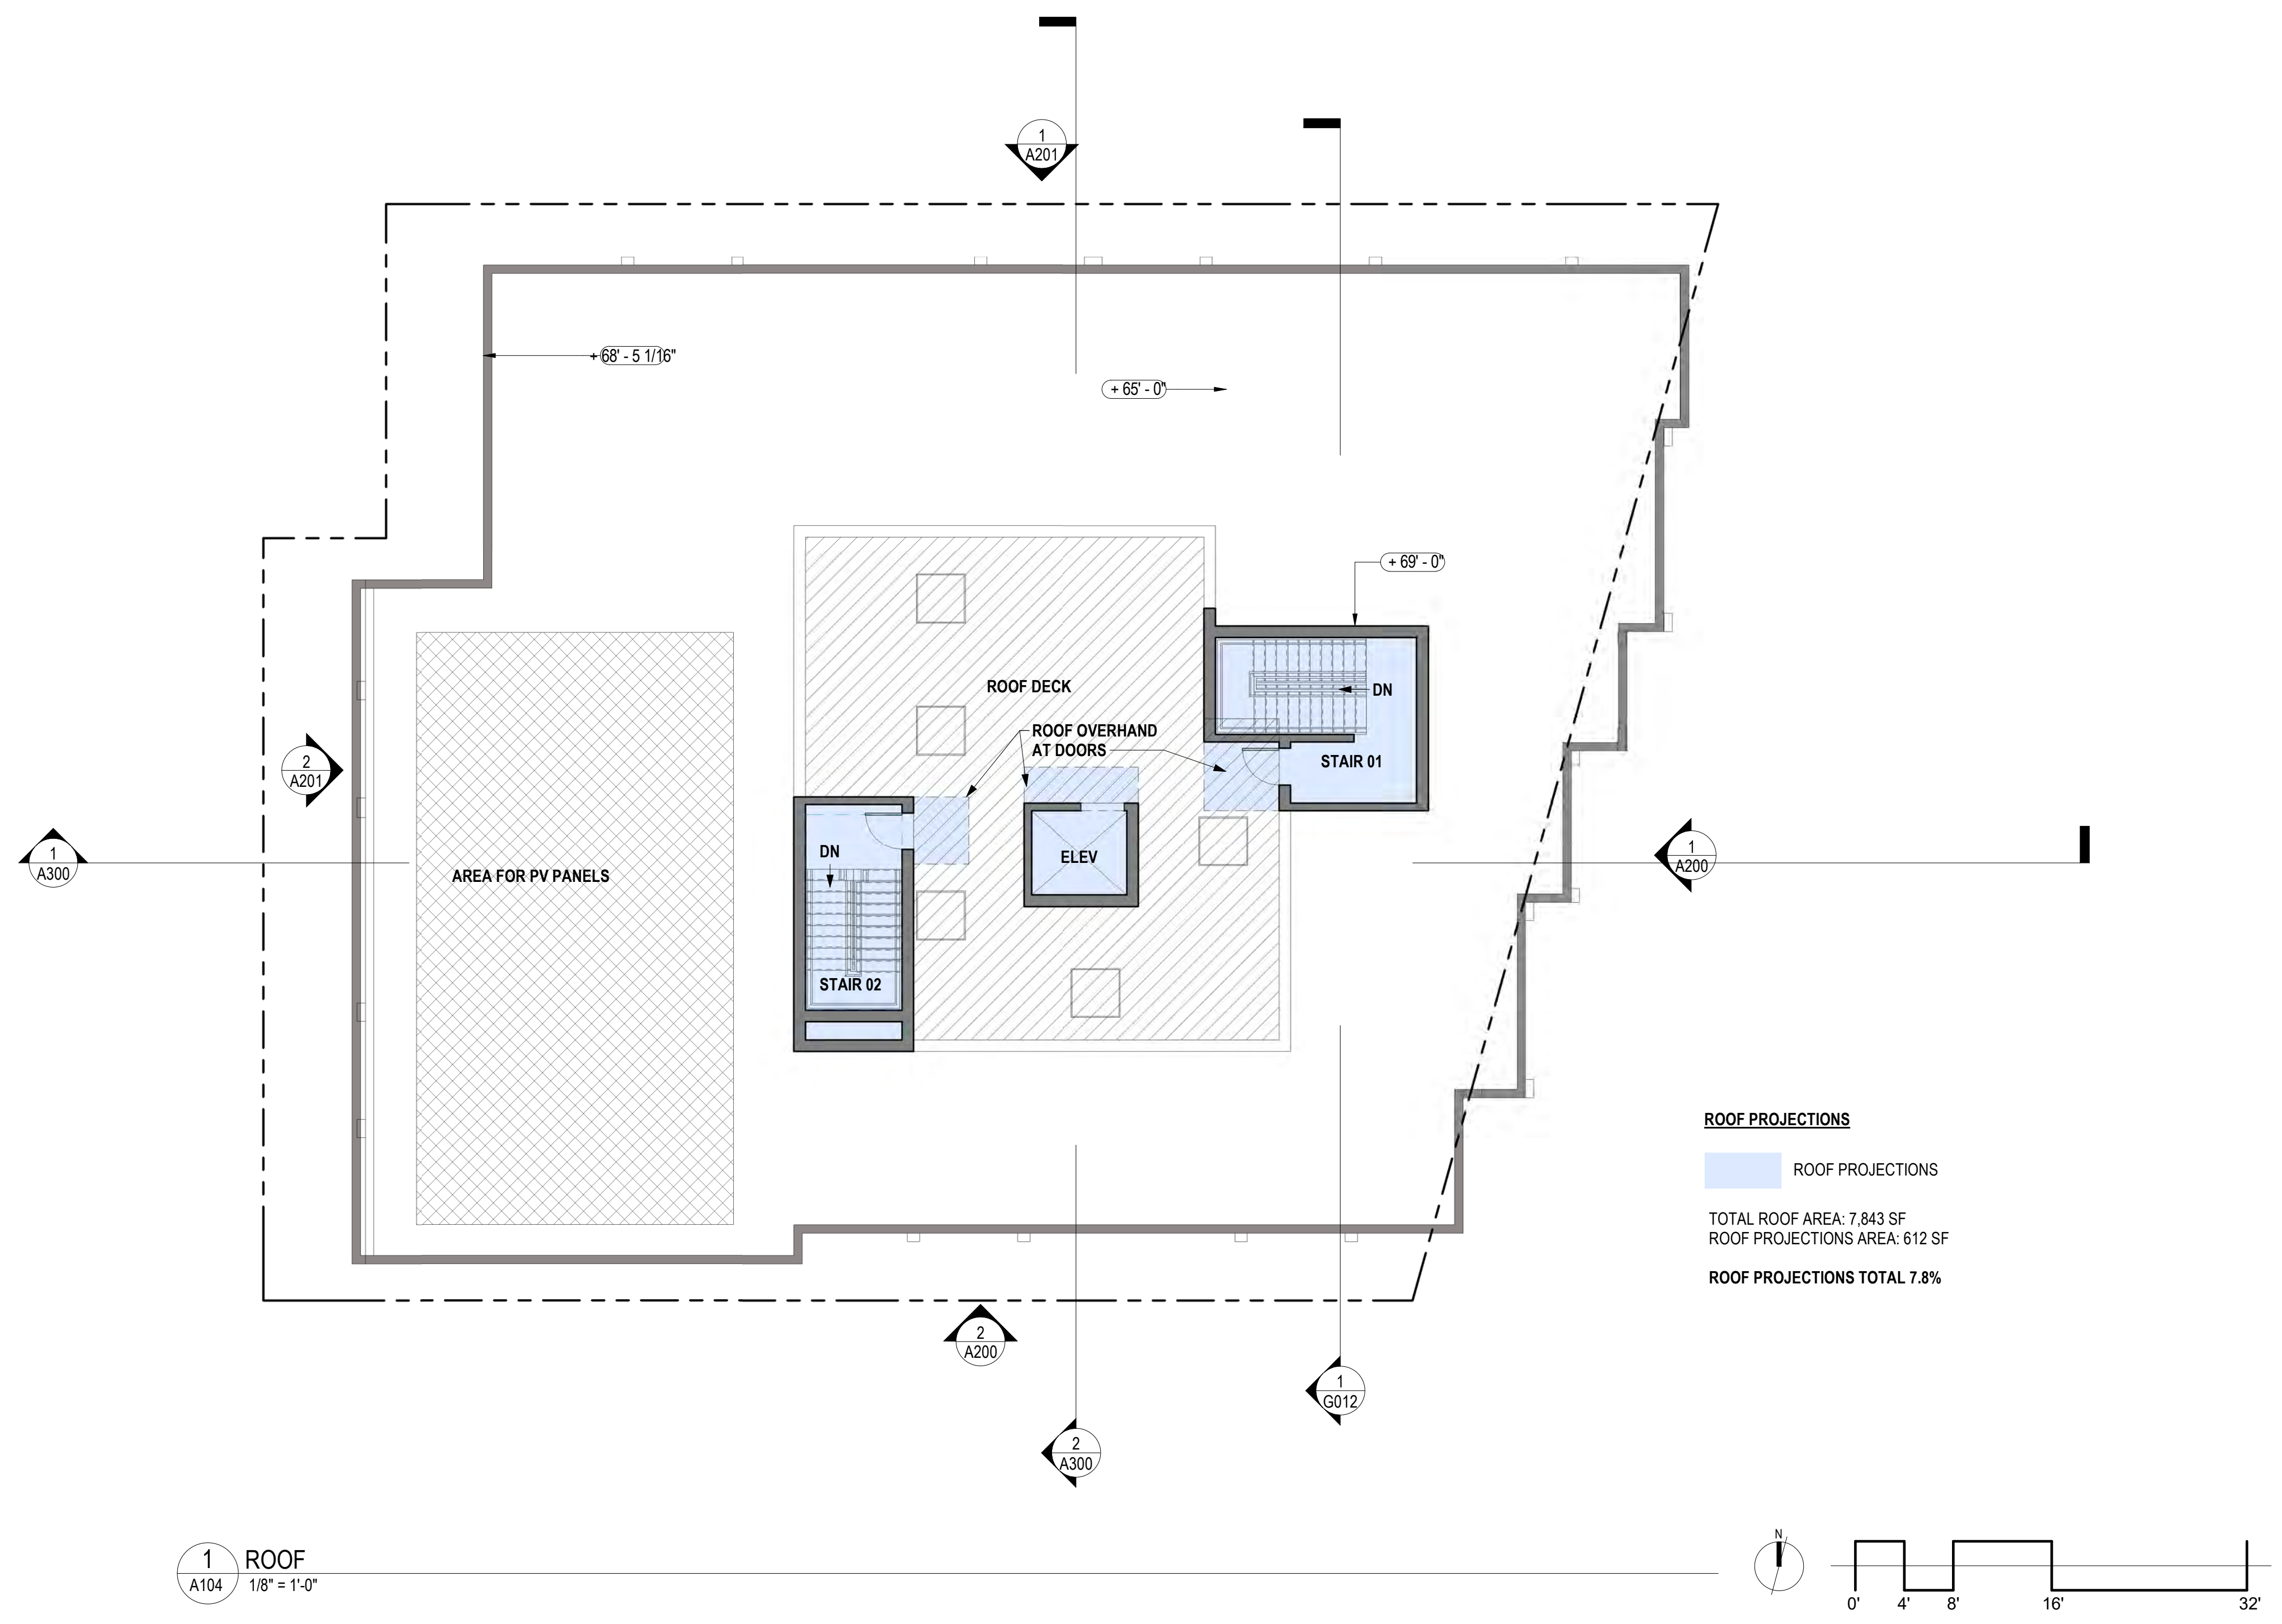 1
A201
+ 68' - 5 1/16"
+ 65' - 0"
+ 69' - 0"
ROOF DECK
DN
ROOF OVERHAND
AT DOORS
STAIR 01
2
A201
1
A300
DN
ELEV
1
A200
AREA FOR PV PANELS
STAIR 02
ROOF PROJECTIONS
ROOF PROJECTIONS
TOTAL ROOF AREA: 7,843 SF
ROOF PROJECTIONS AREA: 612 SF
ROOF PROJECTIONS TOTAL 7.8%
2
A200
1
G012
2
A300
1
A104
ROOF
1/8" = 1'-0"
N
0' 4' 8' 16' 32'